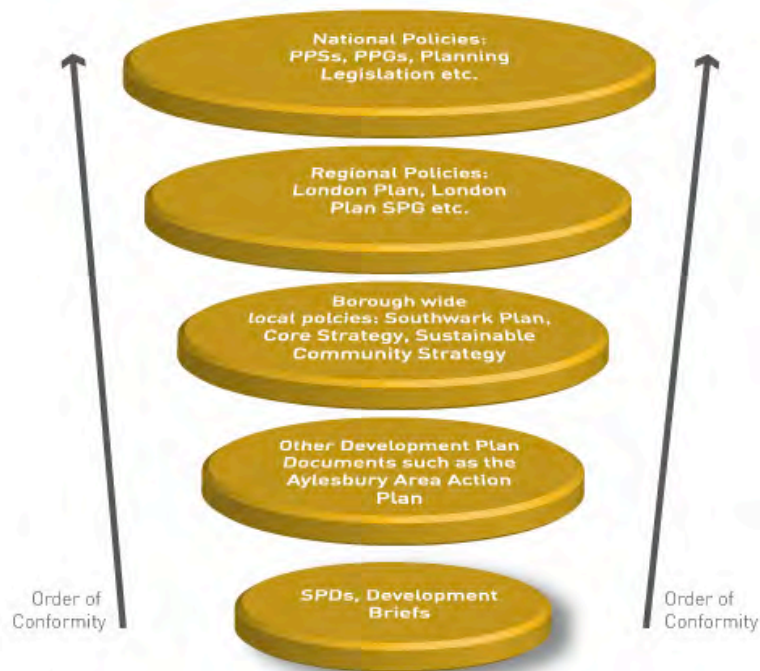 National Policies:
PPSs, PPGs, Planning
Legislation etc.
Regional Policies:
London Plan, London
Plan SPG etc.
Borough wide
local polcies: Southwark Plan,
Core Strategy, Sustainable
Community Strategy
Other Development Plan
Documents such as the
Aylesbury Area Action
Plan
SPDs, Development
Briefs
Order of
Conformity
Order of
Conformity